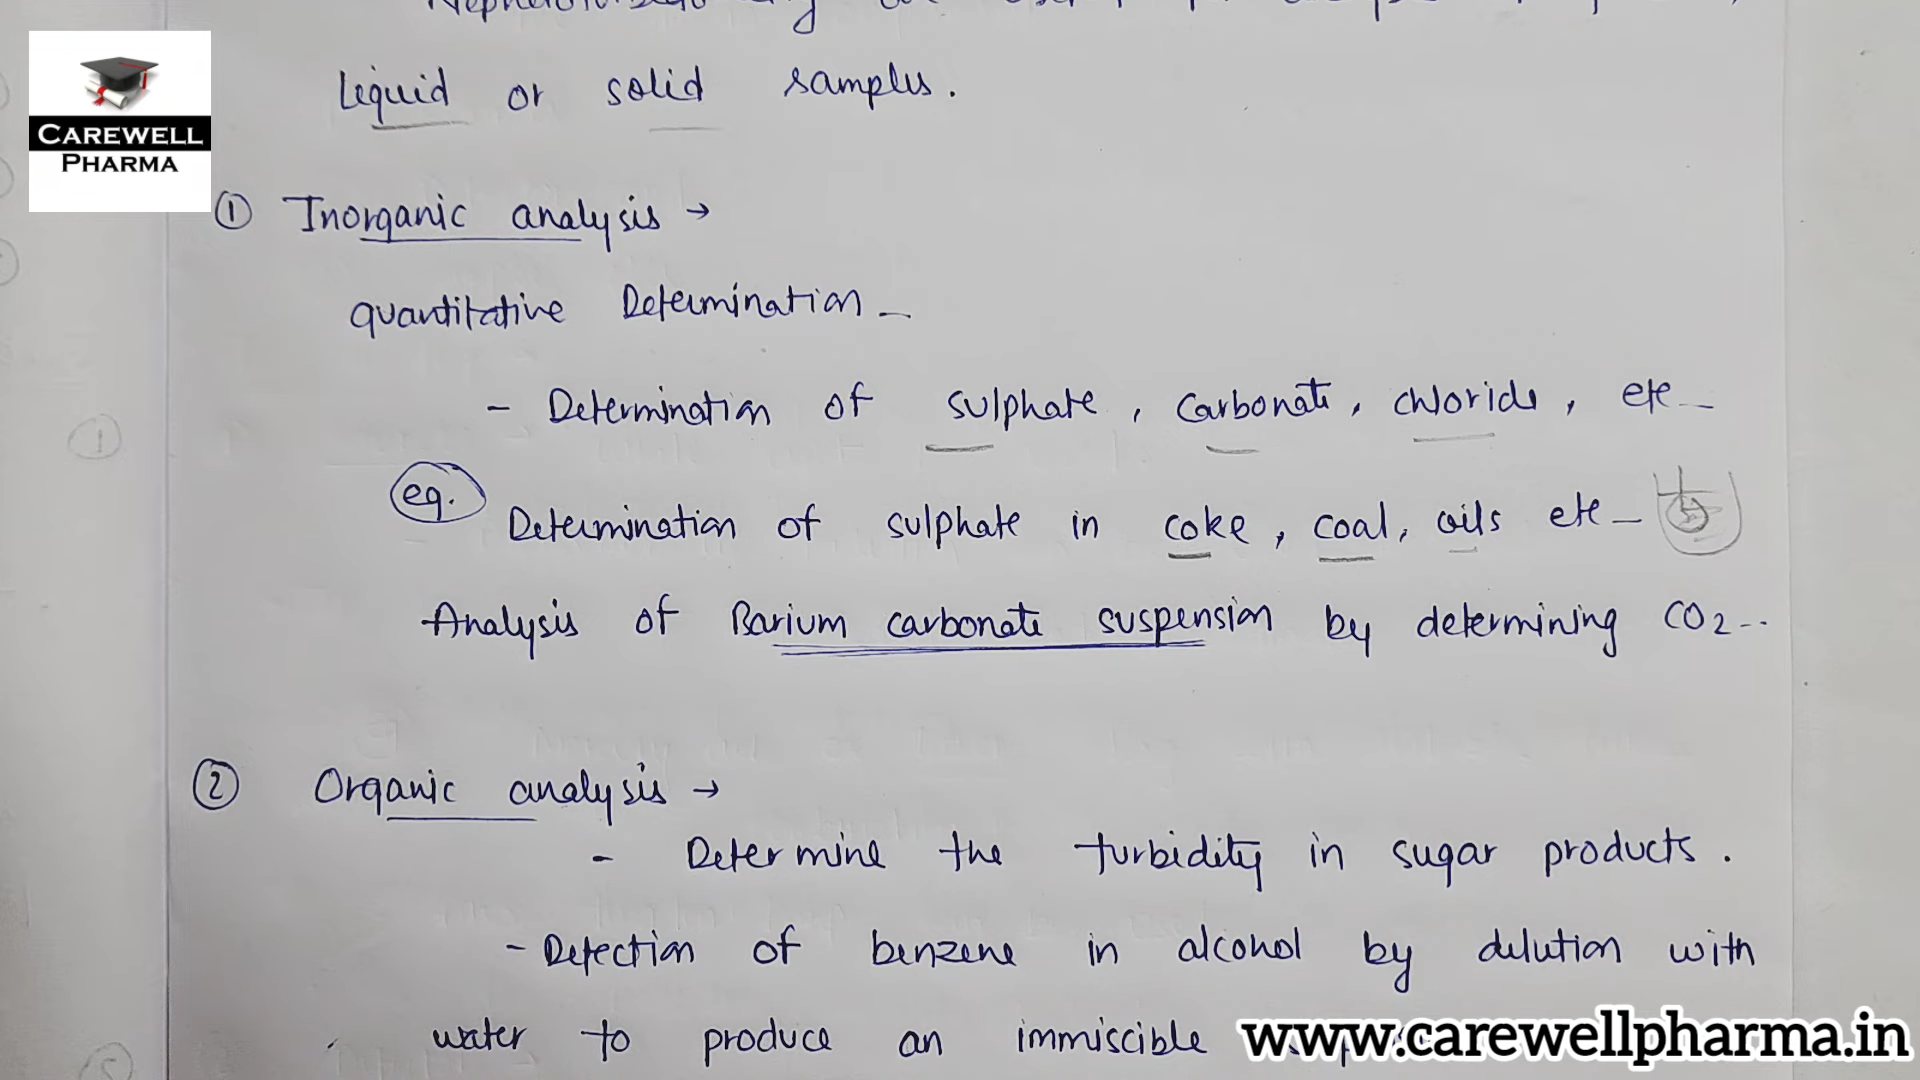 liquid or solid samples.
CAREWELL
PHARMA
① Inorganic analysis →
quantitative Determination –
- Determination of sulphate, carbonate, chloride, etc –
eg. Determination of sulphate in coke, coal, oils etc –
Analysis of Barium carbonate suspension by determining CO2..
② Organic analysis →
- Determine the turbidity in sugar products.
- Detection of benzene in alcohol by dilution with
water to produce an immiscible
www.carewellpharma.in